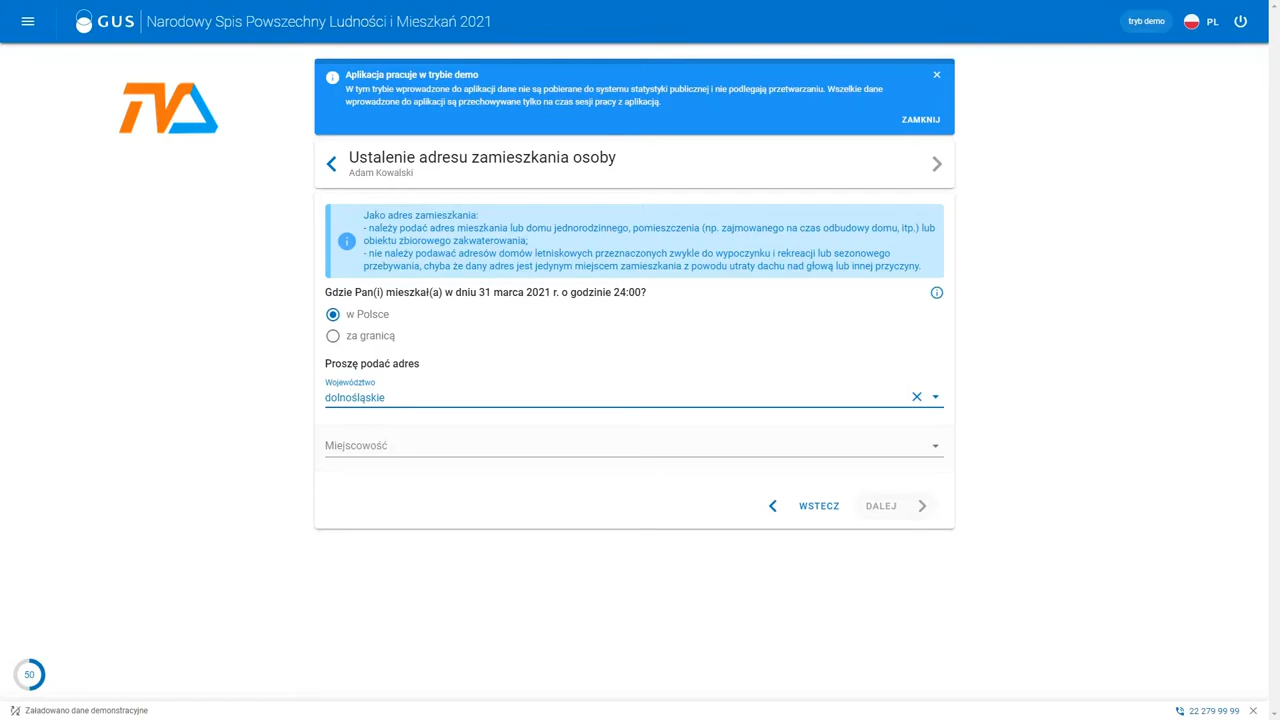 GUS Narodowy Spis Powszechny Ludności i Mieszkań 2021
tryb demo
PL
TVA
Aplikacja pracuje w trybie demo
W tym trybie wprowadzone do aplikacji dane nie są pobierane do systemu statystyki publicznej i nie podlegają przetwarzaniu. Wszelkie dane
wprowadzone do aplikacji są przechowywane tylko na czas sesji pracy z aplikacją.
ZAMKNIJ
Ustalenie adresu zamieszkania osoby
Adam Kowalski
Jako adres zamieszkania:
- należy podać adres mieszkania lub domu jednorodzinnego, pomieszczenia (np. zajmowanego na czas odbudowy domu, itp.) lub
obiektu zbiorowego zakwaterowania;
- nie należy podawać adresów domów letniskowych przeznaczonych zwykle do wypoczynku i rekreacji lub sezonowego
przebywania, chyba że dany adres jest jedynym miejscem zamieszkania z powodu utraty dachu nad głową lub innej przyczyny.
Gdzie Pan(i) mieszkał(a) w dniu 31 marca 2021 r. o godzinie 24:00?
w Polsce
za granicą
Proszę podać adres
Województwo
dolnośląskie
Miejscowość
WSTECZ
DALEJ
50
Załadowano dane demonstracyjne
22 279 99 99